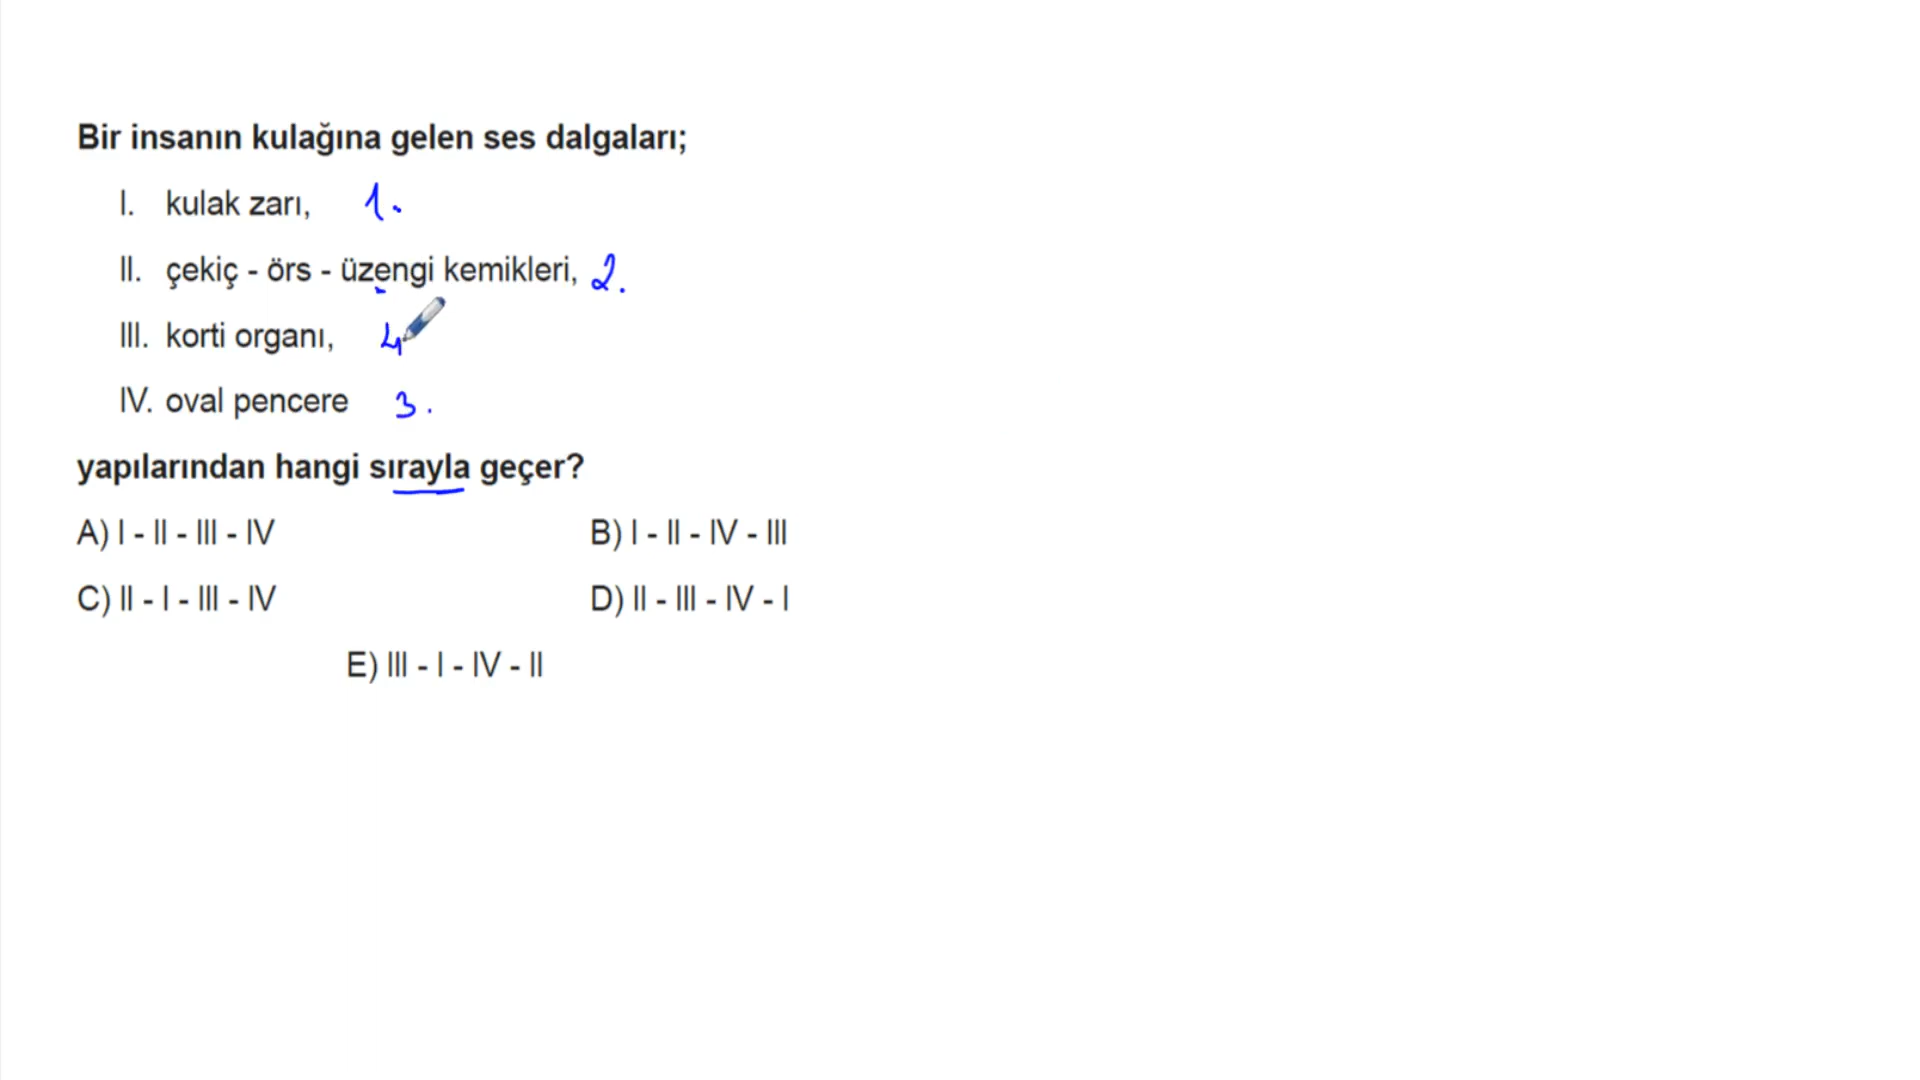 Bir insanın kulağına gelen ses dalgaları;
I. kulak zarı, 1.
II. çekiç - örs - üzengi kemikleri, 2.
III. korti organı, 4
IV. oval pencere 3.
yapılarından hangi sırayla geçer?
A) I - II - III - IV
B) I - II - IV - III
C) II - I - III - IV
D) II - III - IV - I
E) III - I - IV - II